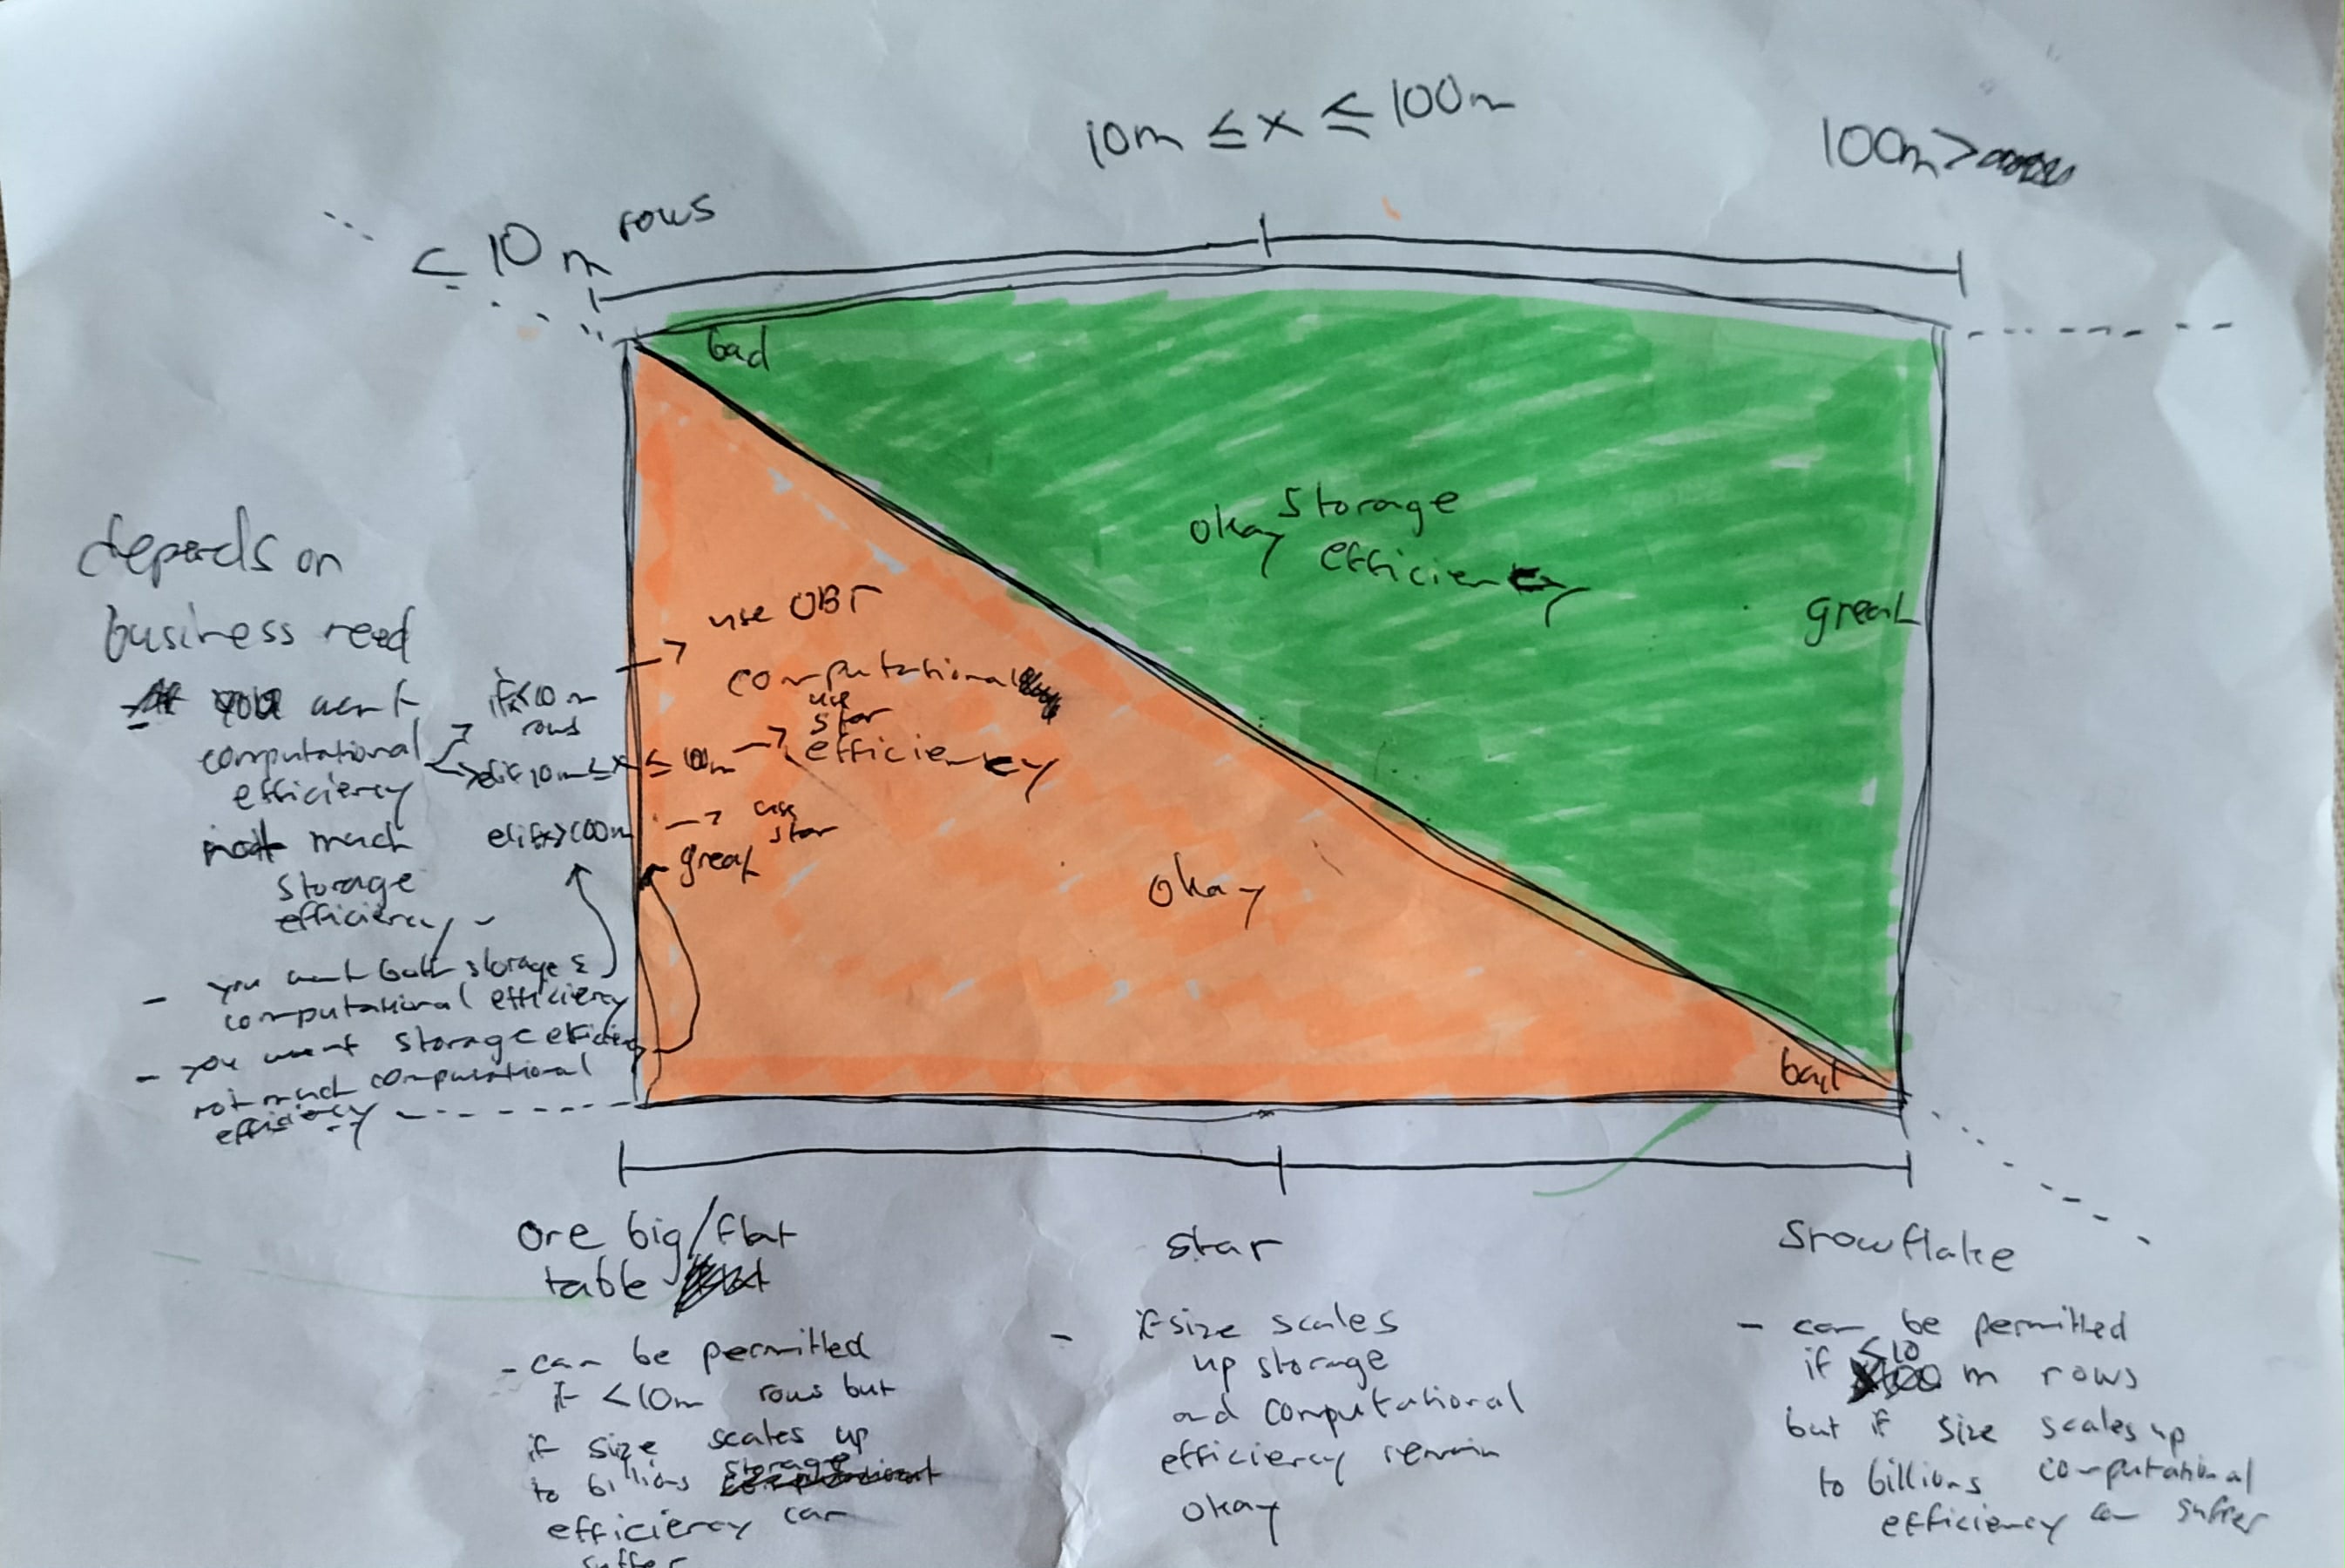 10m ≤ x ≤ 100m
100m >
< 10m rows
bad
okay storage
efficiency
great
depends on
business need
- you want
computational
efficiency
not much
storage
efficiency
if <10m
rows
→ use OBT
elif 10m ≤ x ≤ 100m → use
star
elif x>100m → use
star
computational
efficiency
great
okay
bad
- you want both storage &
computational efficiency
- you want storage efficiency
not much computational
efficiency
One big/flat
table
- can be permitted
if <10m rows but
if size scales up
to billions storage
efficiency can
suffer
star
- if size scales
up storage
and computational
efficiency remain
okay
Snowflake
- can be permitted
if <10 m rows
but if size scales up
to billions computational
efficiency can suffer